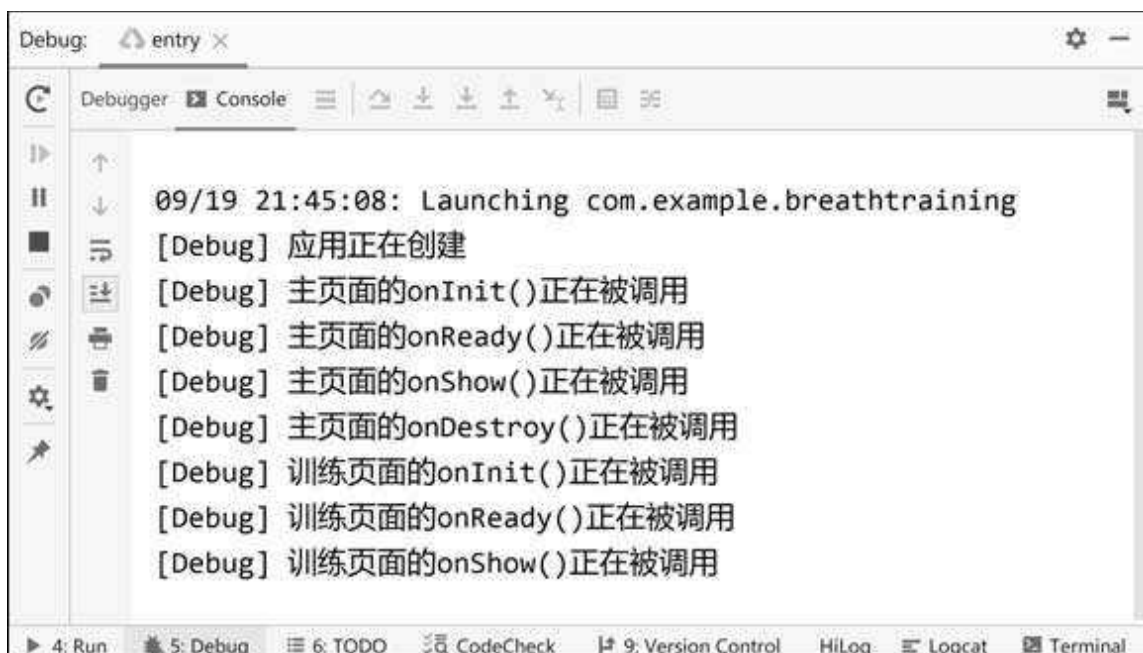 Debug: entry
Debugger Console
09/19 21:45:08: Launching com.example.breathtraining
[Debug] 应用正在创建
[Debug] 主页面的onInit()正在被调用
[Debug] 主页面的onReady()正在被调用
[Debug] 主页面的onShow()正在被调用
[Debug] 主页面的onDestroy()正在被调用
[Debug] 训练页面的onInit()正在被调用
[Debug] 训练页面的onReady()正在被调用
[Debug] 训练页面的onShow()正在被调用
4: Run 5: Debug 6: TODO CodeCheck 9: Version Control HiLog Logcat Terminal